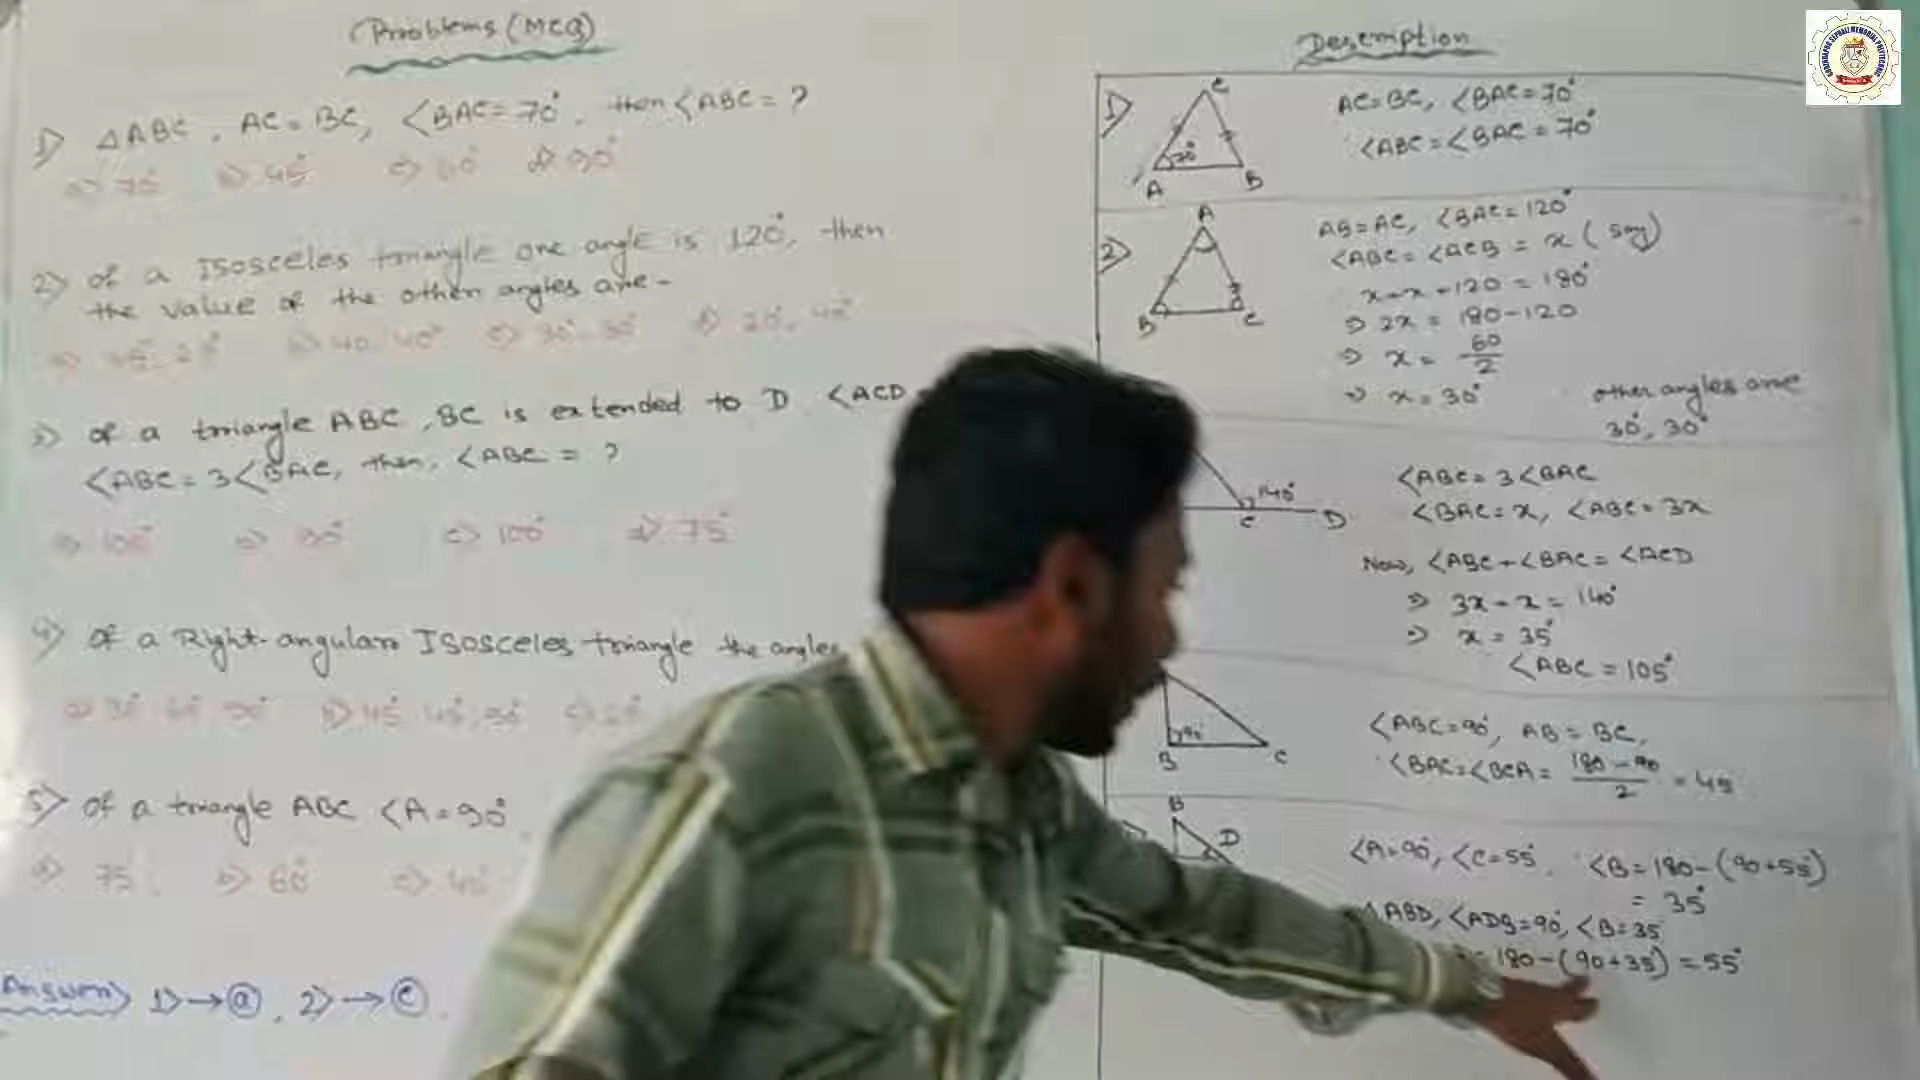 Problems (MCQ)
1) △ABC, AC = BC, <BAC = 70°, then <ABC = ?
a) 70° b) 45° c) 60° d) 90°
2) Of a Isosceles triangle one angle is 120°, then
the value of the other angles are -
b) 40°, 40° c) 30°, 30° d) 20°, 40°
3) Of a triangle ABC, BC is extended to D. <ACD
<ABC = 3<BAC, then, <ABC = ?
b) 90° c) 100° d) 75°
4) Of a Right-angular Isosceles triangle the angles
a) 30°, 60°, 90° b) 45°, 45°, 90° c)
5) Of a triangle ABC <A = 90°
a) 75° b) 60° c)
Answer) 1) → a, 2) → c.
Description
1) C
70°
A B
AC = BC, <BAC = 70°
<ABC = <BAC = 70°
2) A
B C
AB = AC, <BAC = 120°
<ABC = <ACB = x (say)
x + x + 120 = 180°
⇒ 2x = 180 - 120
⇒ x = 60/2
⇒ x = 30°
other angles are
30°, 30°
140°
C D
<ABC = 3<BAC
<BAC = x, <ABC = 3x
Now, <ABC + <BAC = <ACD
⇒ 3x + x = 140°
⇒ x = 35°
<ABC = 105°
90°
B C
<ABC = 90°, AB = BC,
<BAC = <BCA = 180 - 90 / 2 = 45
B
D
<A = 90°, <C = 55°. <B = 180 - (90 + 55)
= 35°
ABD, <ADB = 90°, <B = 35
= 180 - (90 + 35) = 55°